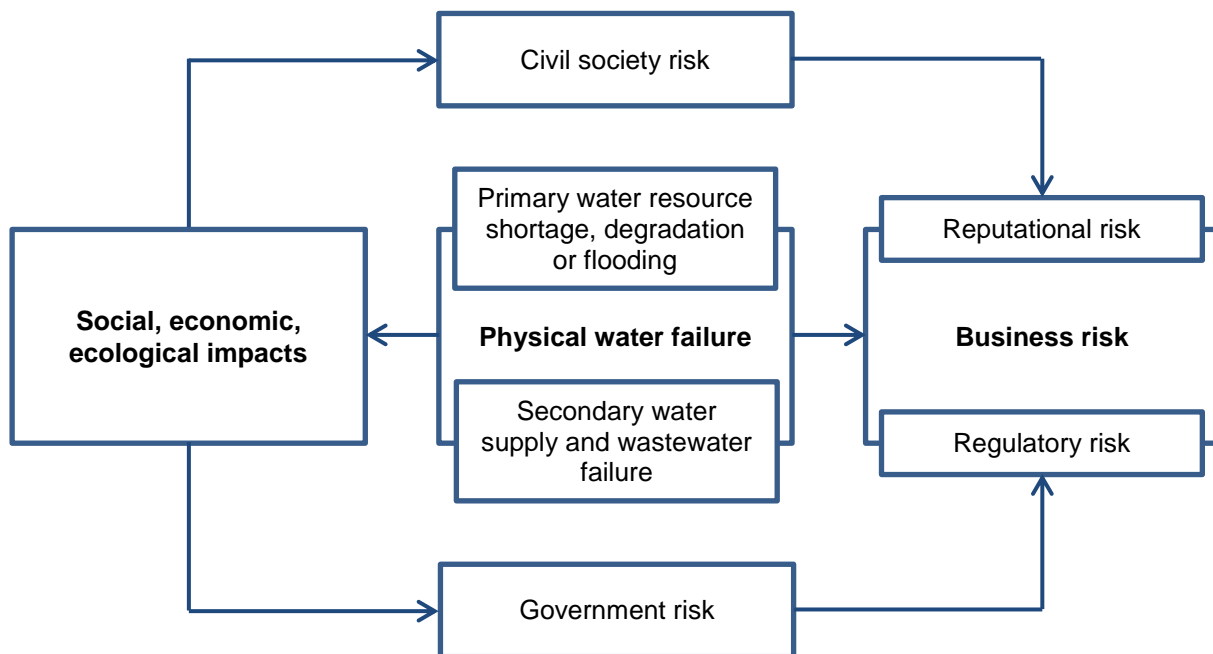 Civil society risk
Primary water resource
shortage, degradation
or flooding
Reputational risk
Social, economic,
ecological impacts
Physical water failure
Business risk
Secondary water
supply and wastewater
failure
Regulatory risk
Government risk